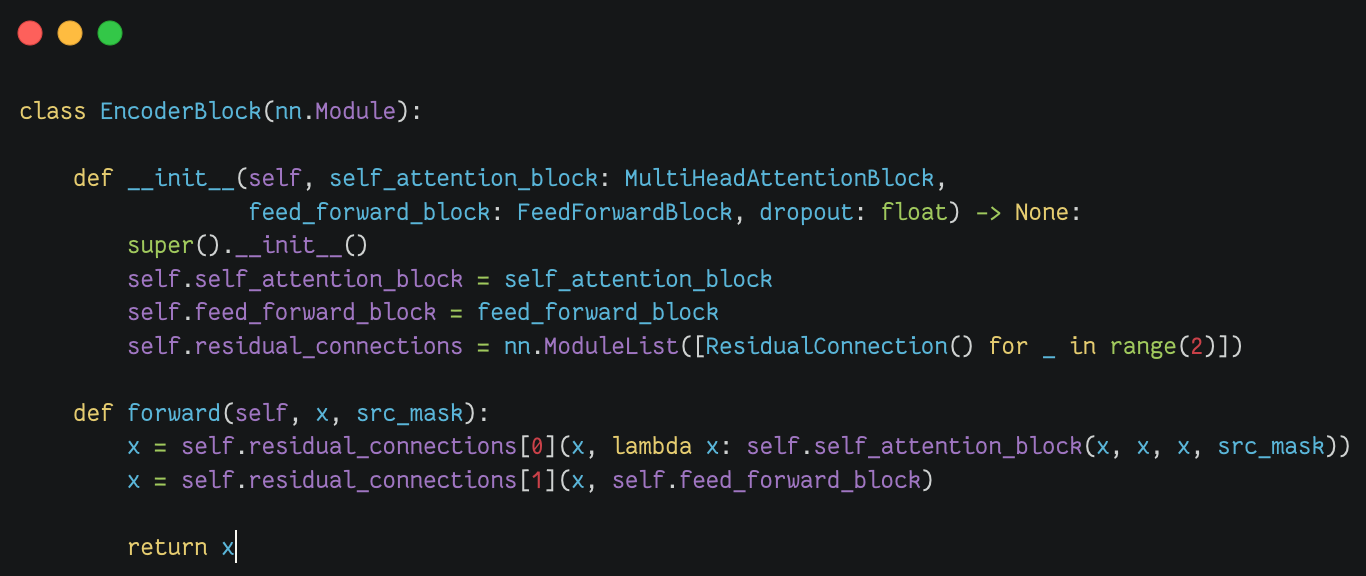 class EncoderBlock(nn.Module):
    def __init__(self, self_attention_block: MultiHeadAttentionBlock,
                 feed_forward_block: FeedForwardBlock, dropout: float) -> None:
        super().__init__()
        self.self_attention_block = self_attention_block
        self.feed_forward_block = feed_forward_block
        self.residual_connections = nn.ModuleList([ResidualConnection() for _ in range(2)])
    def forward(self, x, src_mask):
        x = self.residual_connections[0](x, lambda x: self.self_attention_block(x, x, x, src_mask))
        x = self.residual_connections[1](x, self.feed_forward_block)
        return x